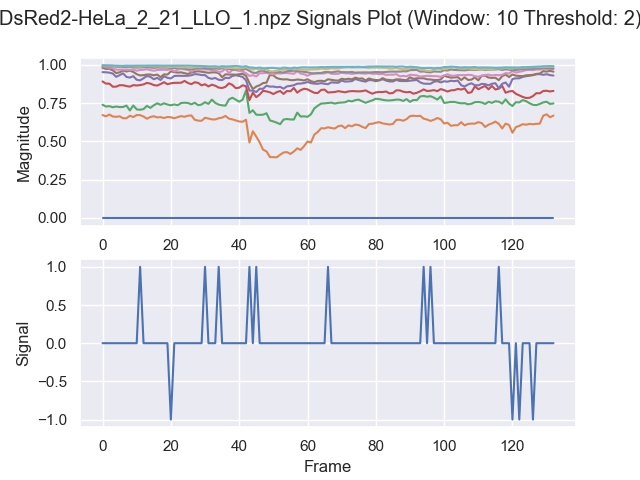 DsRed2-HeLa_2_21_LLO_1.npz Signals Plot (Window: 10 Threshold: 2)
1.00
0.75
0.50
0.25
0.00
Magnitude
0 20 40 60 80 100 120
1.0
0.5
0.0
−0.5
−1.0
Signal
0 20 40 60 80 100 120
Frame